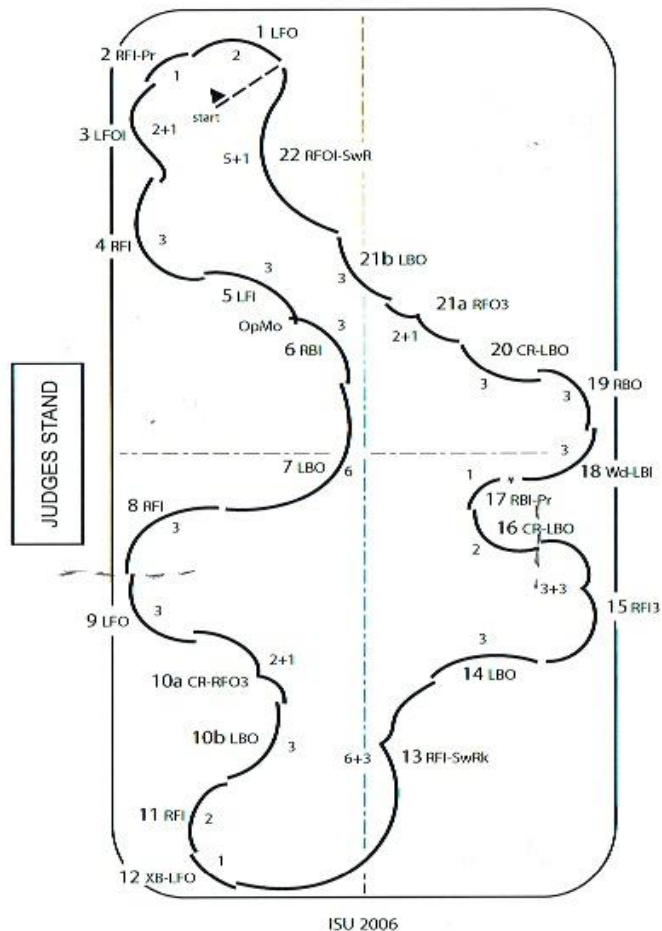 1 LFO
2 RFI-Pr
2
1
start
3 LFOI
2+1
22 RFOI-SwR
5+1
4 RFI
3
3
5 LFI
21b LBO
3
21a RFO3
2+1
OpMo
3
6 RBI
20 CR-LBO
3
19 RBO
3
JUDGES STAND
7 LBO
6
3
18 Wd-LBI
1
17 RBI-Pr
8 RFI
3
16 CR-LBO
2
3+3
15 RFI3
9 LFO
3
3
14 LBO
2+1
10a CR-RFO3
10b LBO
3
6+3
13 RFI-SwRk
11 RFI
2
1
12 XB-LFO
ISU 2006